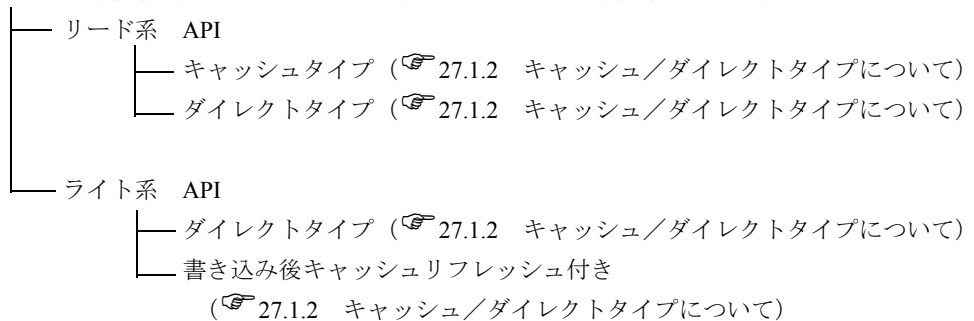 リード系　API
キャッシュタイプ（☞27.1.2　キャッシュ／ダイレクトタイプについて）
ダイレクトタイプ（☞27.1.2　キャッシュ／ダイレクトタイプについて）
ライト系　API
ダイレクトタイプ（☞27.1.2　キャッシュ／ダイレクトタイプについて）
書き込み後キャッシュリフレッシュ付き
（☞27.1.2　キャッシュ／ダイレクトタイプについて）